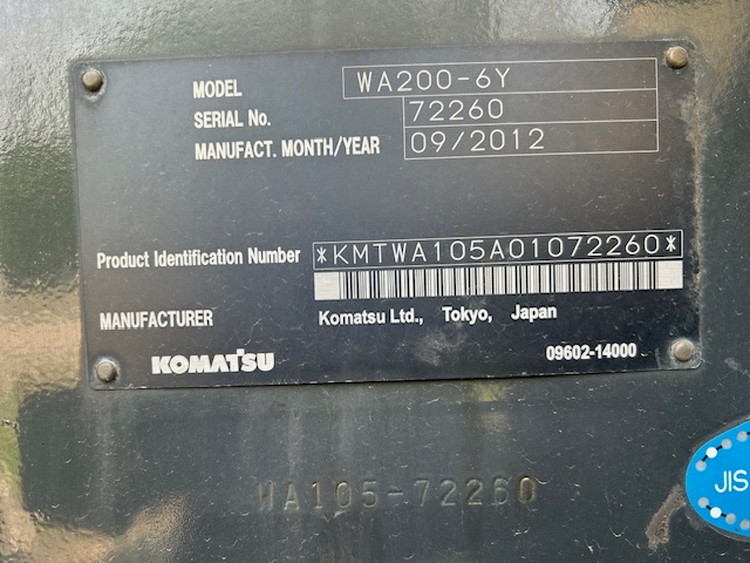 MODEL WA200-6Y
SERIAL No. 72260
MANUFACT. MONTH/YEAR 09/2012
Product Identification Number *KMTWA105A01072260*
MANUFACTURER Komatsu Ltd., Tokyo, Japan
KOMATSU 09602-14000
WA105-72260
JIS